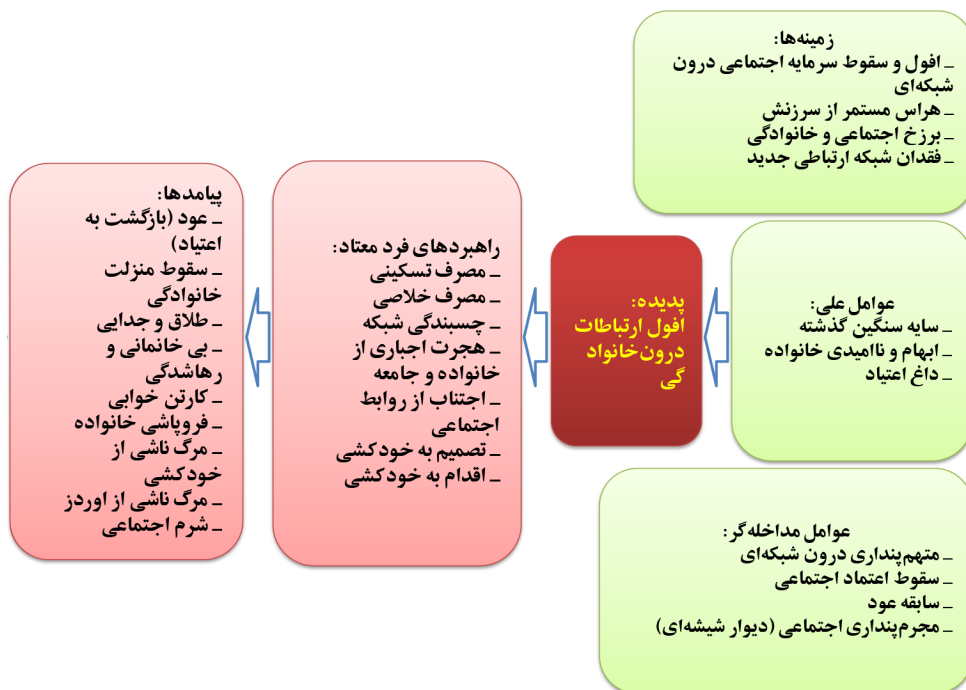 زمینه‌ها:
ـ افول و سقوط سرمایه اجتماعی درون
شبکه‌ای
ـ هراس مستمر از سرزنش
ـ برزخ اجتماعی و خانوادگی
ـ فقدان شبکه ارتباطی جدید
عوامل علی:
ـ سایه سنگین گذشته
ـ ابهام و ناامیدی خانواده
ـ داغ اعتیاد
عوامل مداخله‌گر:
ـ متهم‌پنداری درون شبکه‌ای
ـ سقوط اعتماد اجتماعی
ـ سابقه عود
ـ مجرم‌پنداری اجتماعی (دیوار شیشه‌ای)
پدیده:
افول ارتباطات
درون‌خانواد
گی
راهبردهای فرد معتاد:
ـ مصرف تسکینی
ـ مصرف خلاصی
ـ چسبندگی شبکه
ـ هجرت اجباری از
خانواده و جامعه
ـ اجتناب از روابط
اجتماعی
ـ تصمیم به خودکشی
ـ اقدام به خودکشی
پیامدها:
ـ عود (بازگشت به
اعتیاد)
ـ سقوط منزلت
خانوادگی
ـ طلاق و جدایی
ـ بی خانمانی و
رهاشدگی
ـ کارتن خوابی
ـ فروپاشی خانواده
ـ مرگ ناشی از
خودکشی
ـ مرگ ناشی از اوردز
ـ شرم اجتماعی